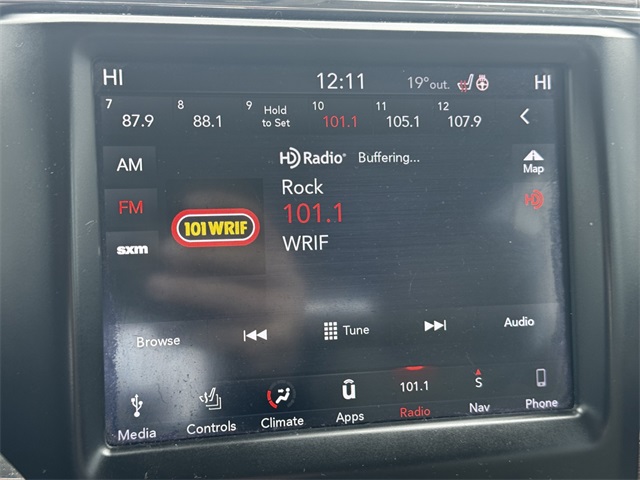 HI 12:11 19°out. HI
7 87.9 8 88.1 9 Hold to Set 10 101.1 11 105.1 12 107.9
AM
HD Radio® Buffering...
Map
Rock
FM
101.1
HD
101 WRIF
WRIF
sxm
Browse Tune Audio
Media Controls Climate Apps 101.1 Radio S Nav Phone